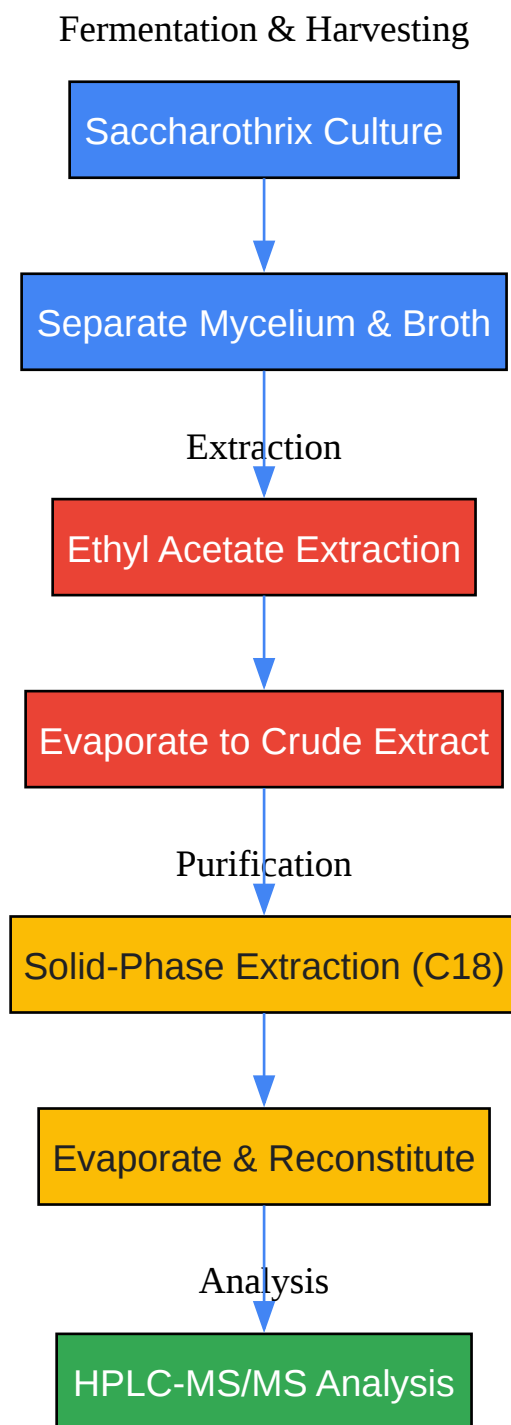 Fermentation & Harvesting
Saccharothrix Culture
Separate Mycelium & Broth
Extraction
Ethyl Acetate Extraction
Evaporate to Crude Extract
Purification
Solid-Phase Extraction (C18)
Evaporate & Reconstitute
Analysis
HPLC-MS/MS Analysis